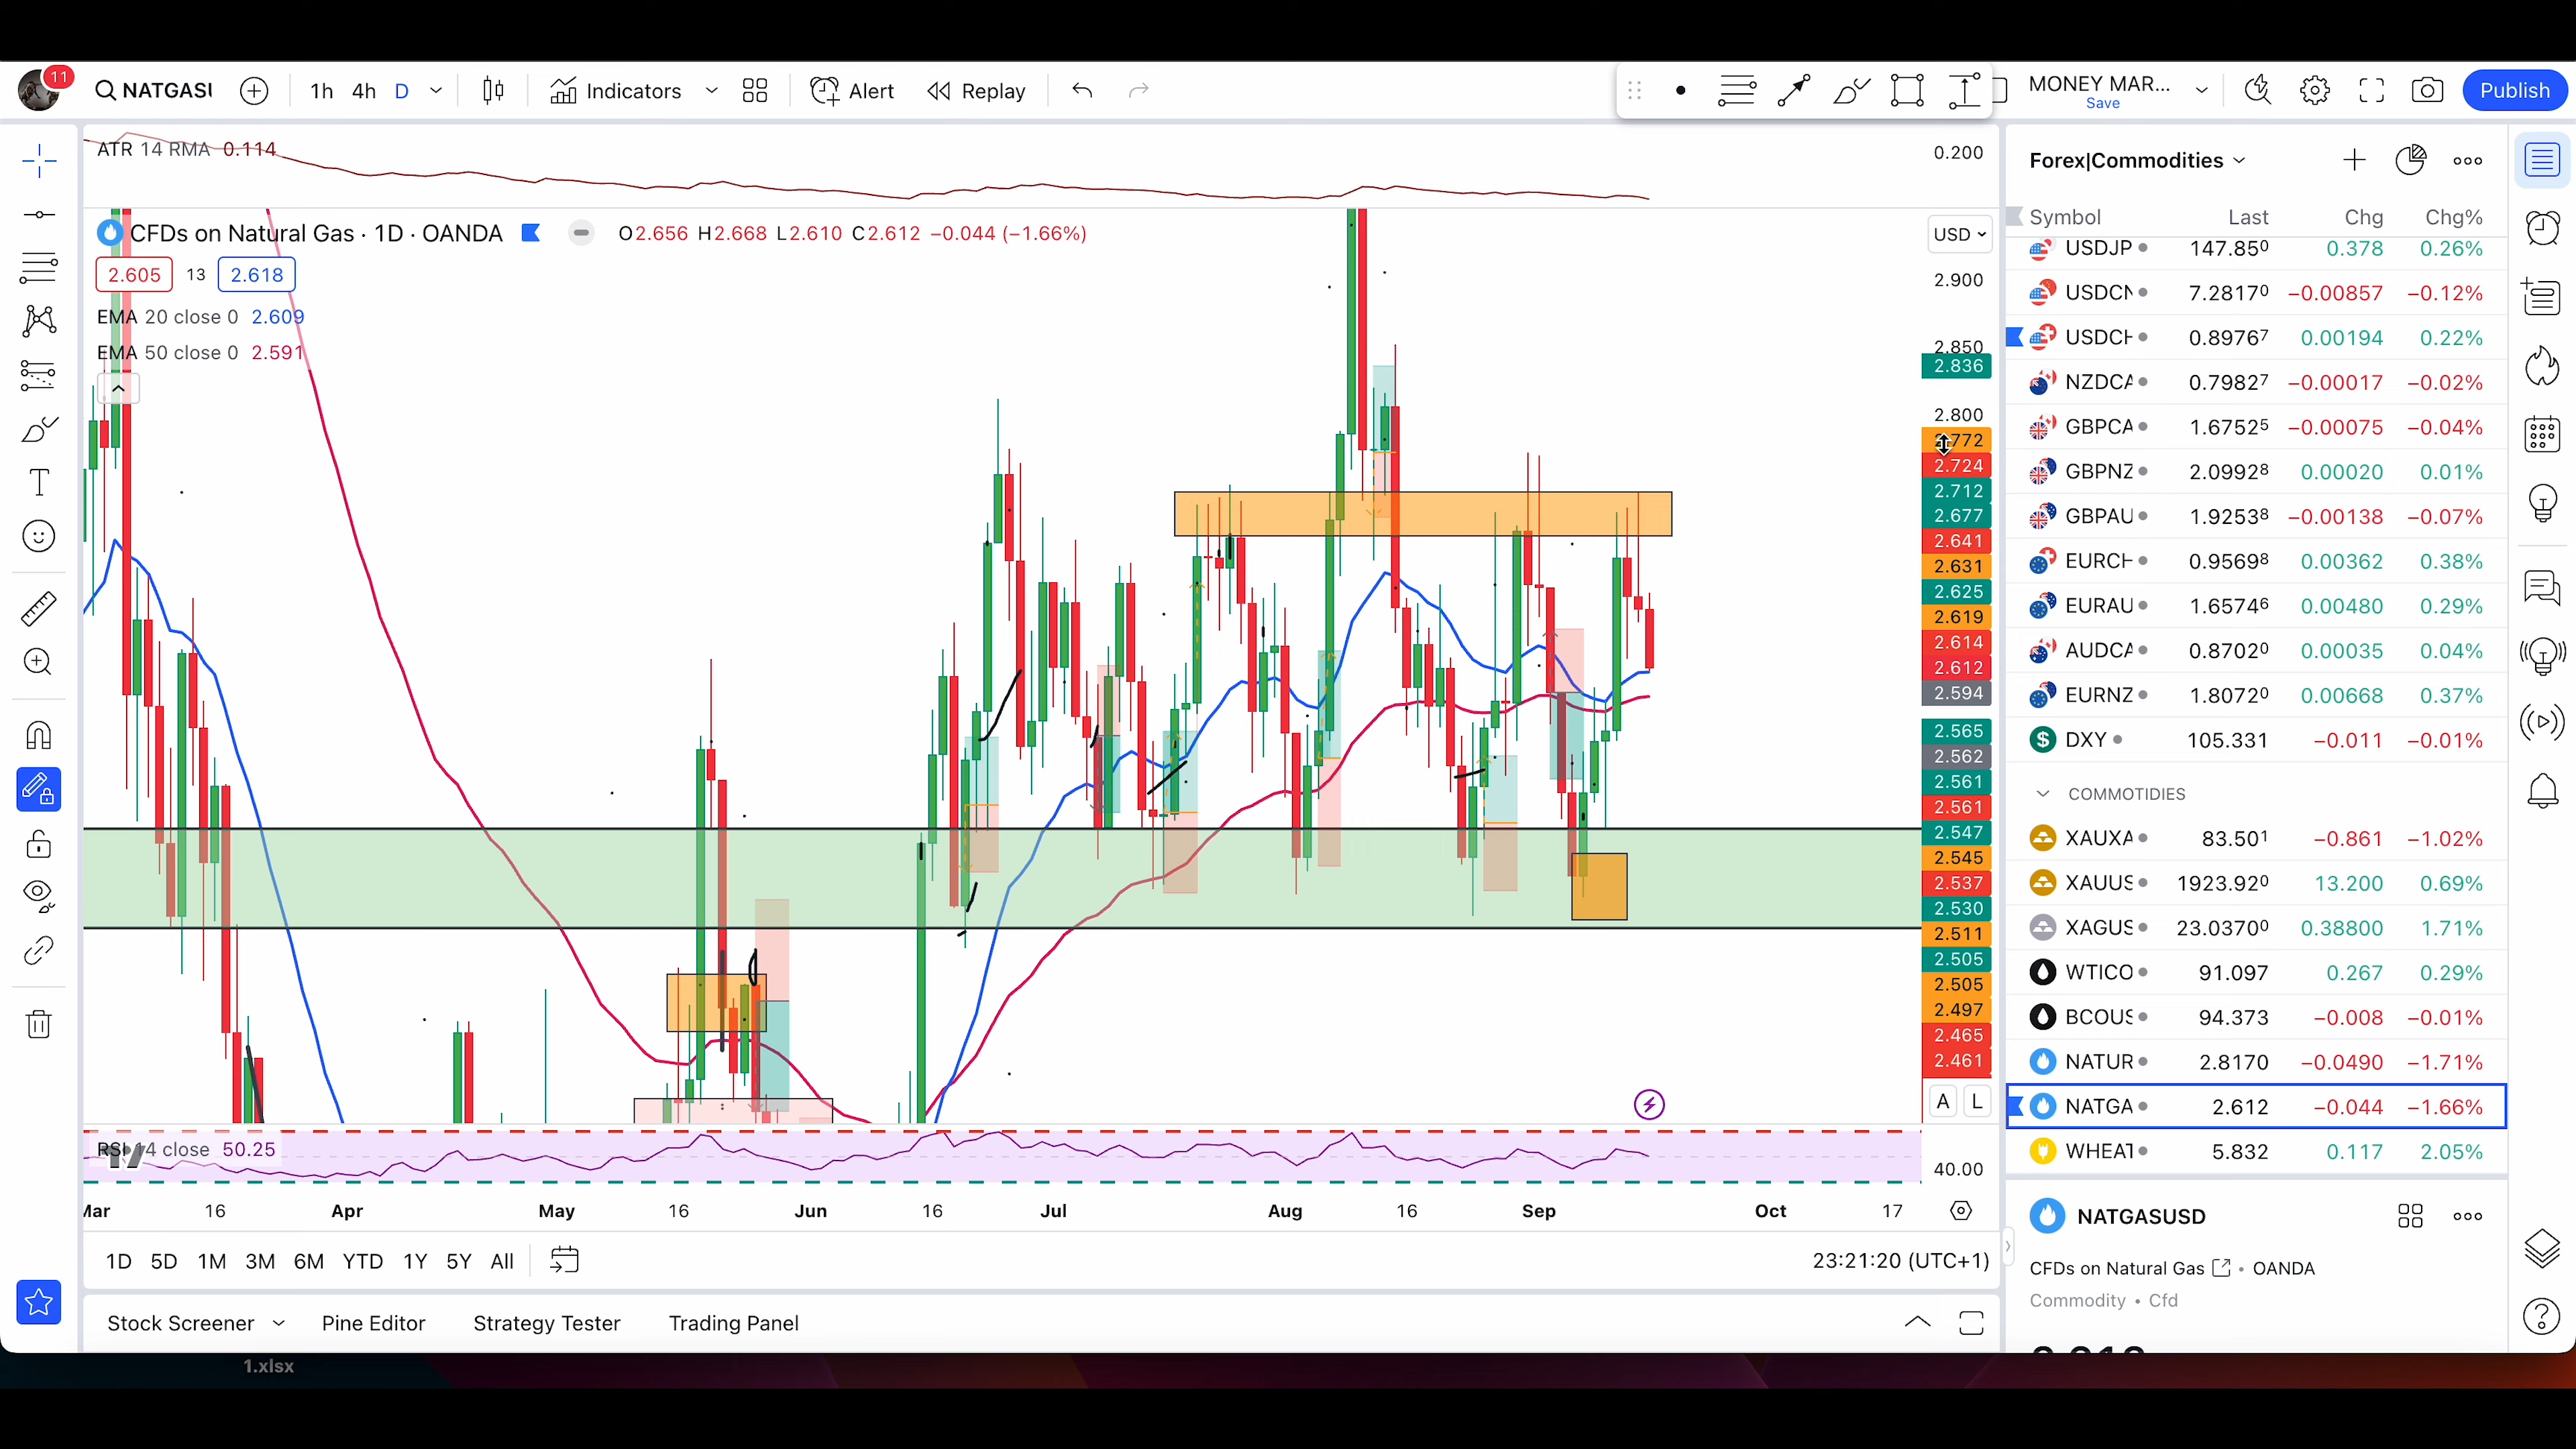 11 NATGASU 1h 4h D Indicators Alert Replay MONEY MAR... Save Publish
ATR 14 RMA 0.114
0.200
CFDs on Natural Gas · 1D · OANDA O2.656 H2.668 L2.610 C2.612 −0.044 (−1.66%)
USD
2.605 13 2.618
EMA 20 close 0 2.609
EMA 50 close 0 2.591
2.900
2.850
2.836
2.800
2.724
2.712
2.677
2.641
2.631
2.625
2.619
2.614
2.612
2.594
2.565
2.562
2.561
2.561
2.547
2.545
2.537
2.530
2.511
2.505
2.505
2.497
2.465
2.461
A L
RSI 14 close 50.25
40.00
Mar 16 Apr May 16 Jun 16 Jul Aug 16 Sep Oct 17
1D 5D 1M 3M 6M YTD 1Y 5Y All
23:21:20 (UTC+1)
Stock Screener Pine Editor Strategy Tester Trading Panel
1.xlsx
Forex|Commodities
Symbol Last Chg Chg%
USDJP 147.850 0.378 0.26%
USDCN 7.28170 −0.00857 −0.12%
USDCH 0.89767 0.00194 0.22%
NZDCA 0.79827 −0.00017 −0.02%
GBPCA 1.67525 −0.00075 −0.04%
GBPNZ 2.09928 0.00020 0.01%
GBPAU 1.92538 −0.00138 −0.07%
EURCH 0.95698 0.00362 0.38%
EURAU 1.65746 0.00480 0.29%
AUDCA 0.87020 0.00035 0.04%
EURNZ 1.80720 0.00668 0.37%
DXY 105.331 −0.011 −0.01%
COMMOTIDIES
XAUXA 83.501 −0.861 −1.02%
XAUUS 1923.920 13.200 0.69%
XAGUS 23.03700 0.38800 1.71%
WTICO 91.097 0.267 0.29%
BCOUS 94.373 −0.008 −0.01%
NATUR 2.8170 −0.0490 −1.71%
NATGA 2.612 −0.044 −1.66%
WHEAT 5.832 0.117 2.05%
NATGASUSD
CFDs on Natural Gas • OANDA
Commodity • Cfd